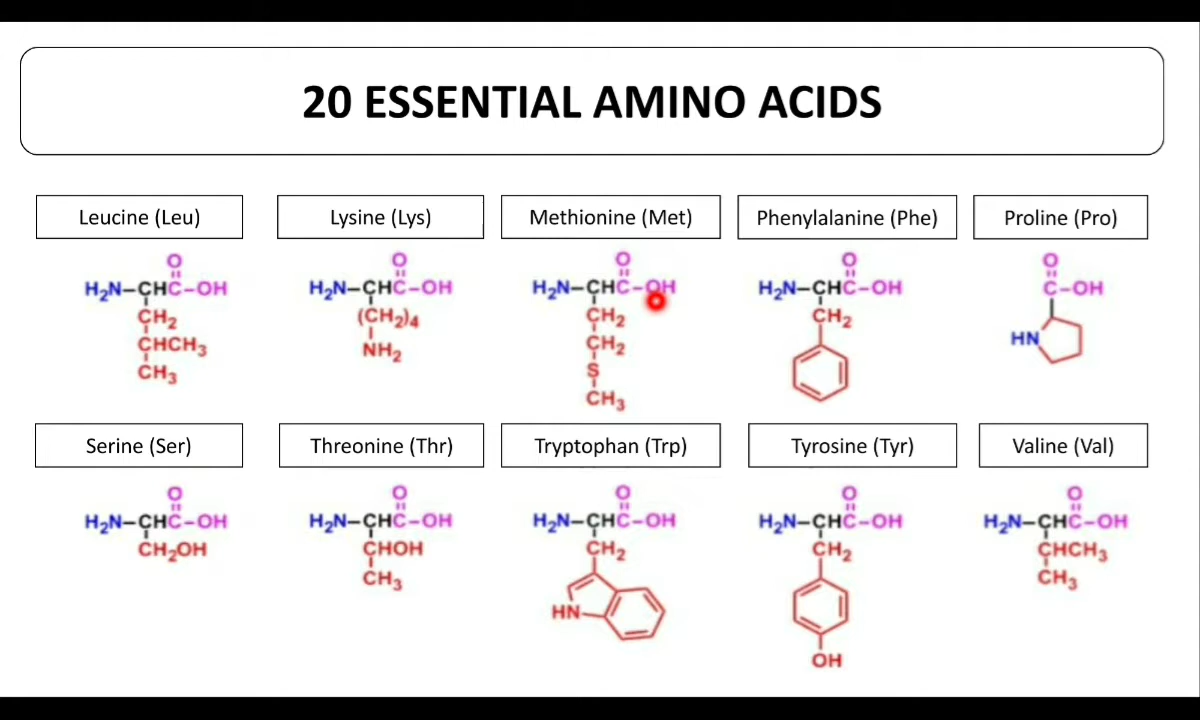 20 ESSENTIAL AMINO ACIDS
Leucine (Leu)
Lysine (Lys)
Methionine (Met)
Phenylalanine (Phe)
Proline (Pro)
O
H₂N–CHC–OH
CH₂
CHCH₃
CH₃
O
H₂N–CHC–OH
(CH₂)₄
NH₂
O
H₂N–CHC–OH
CH₂
CH₂
S
CH₃
O
H₂N–CHC–OH
CH₂
O
C–OH
HN
Serine (Ser)
Threonine (Thr)
Tryptophan (Trp)
Tyrosine (Tyr)
Valine (Val)
O
H₂N–CHC–OH
CH₂OH
O
H₂N–CHC–OH
CHOH
CH₃
O
H₂N–CHC–OH
CH₂
HN
O
H₂N–CHC–OH
CH₂
OH
O
H₂N–CHC–OH
CHCH₃
CH₃